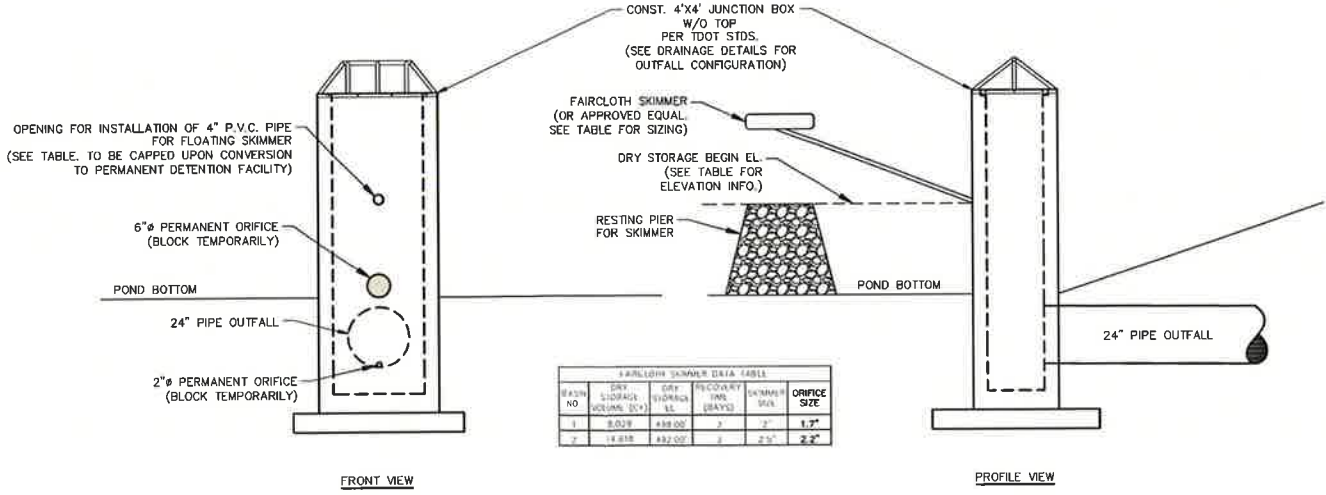 CONST. 4'X4' JUNCTION BOX
W/O TOP
PER TDOT STDS.
(SEE DRAINAGE DETAILS FOR
OUTFALL CONFIGURATION)
OPENING FOR INSTALLATION OF 4" P.V.C. PIPE
FOR FLOATING SKIMMER
(SEE TABLE. TO BE CAPPED UPON CONVERSION
TO PERMANENT DETENTION FACILITY)
6"ø PERMANENT ORIFICE
(BLOCK TEMPORARILY)
POND BOTTOM
24" PIPE OUTFALL
2"ø PERMANENT ORIFICE
(BLOCK TEMPORARILY)
FRONT VIEW
FAIRCLOTH SKIMMER
(OR APPROVED EQUAL.
SEE TABLE FOR SIZING)
DRY STORAGE BEGIN EL.
(SEE TABLE FOR
ELEVATION INFO.)
RESTING PIER
FOR SKIMMER
POND BOTTOM
24" PIPE OUTFALL
FAIRCLOTH SKIMMER DATA TABLE
BASIN NO
DRY STORAGE VOLUME
DRY STORAGE EL
RECOVERY TIME (DAYS)
SKIMMER SIZE
ORIFICE SIZE
1 2" 1.7"
2 2.5" 2.2"
PROFILE VIEW